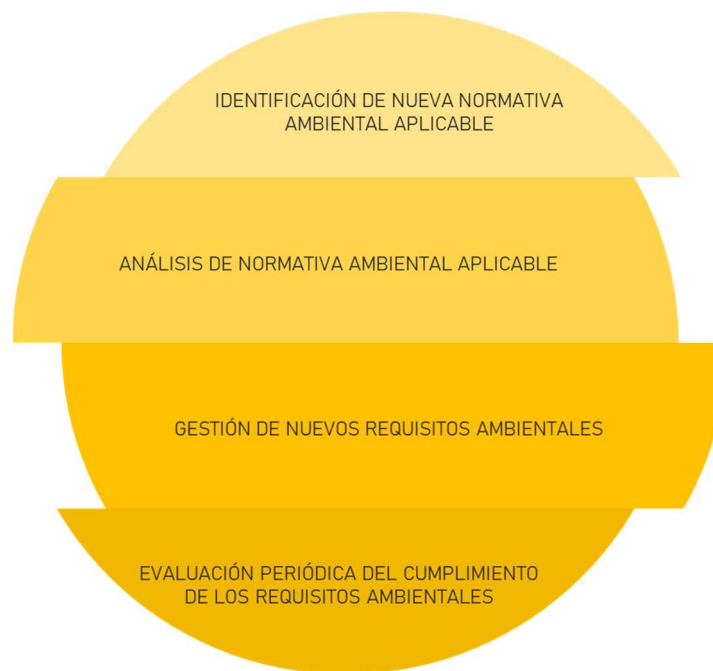 IDENTIFICACIÓN DE NUEVA NORMATIVA
AMBIENTAL APLICABLE
ANÁLISIS DE NORMATIVA AMBIENTAL APLICABLE
GESTIÓN DE NUEVOS REQUISITOS AMBIENTALES
EVALUACIÓN PERIÓDICA DEL CUMPLIMIENTO
DE LOS REQUISITOS AMBIENTALES